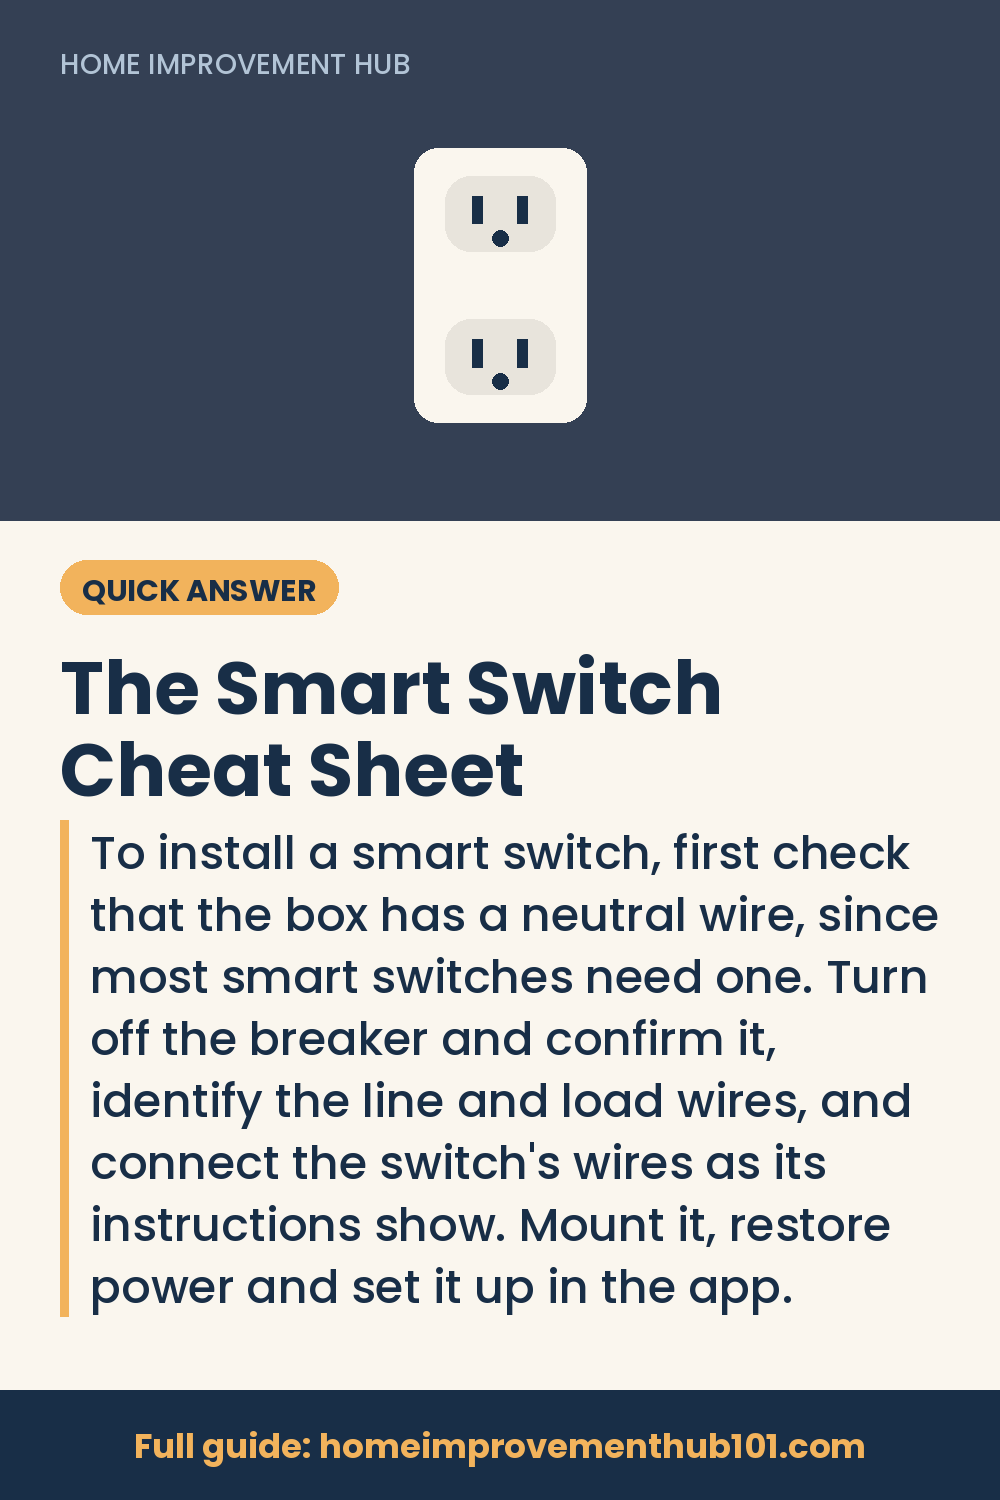 HOME IMPROVEMENT HUB
QUICK ANSWER
The Smart Switch
Cheat Sheet
To install a smart switch, first check
that the box has a neutral wire, since
most smart switches need one. Turn
off the breaker and confirm it,
identify the line and load wires, and
connect the switch's wires as its
instructions show. Mount it, restore
power and set it up in the app.
Full guide: homeimprovementhub101.com